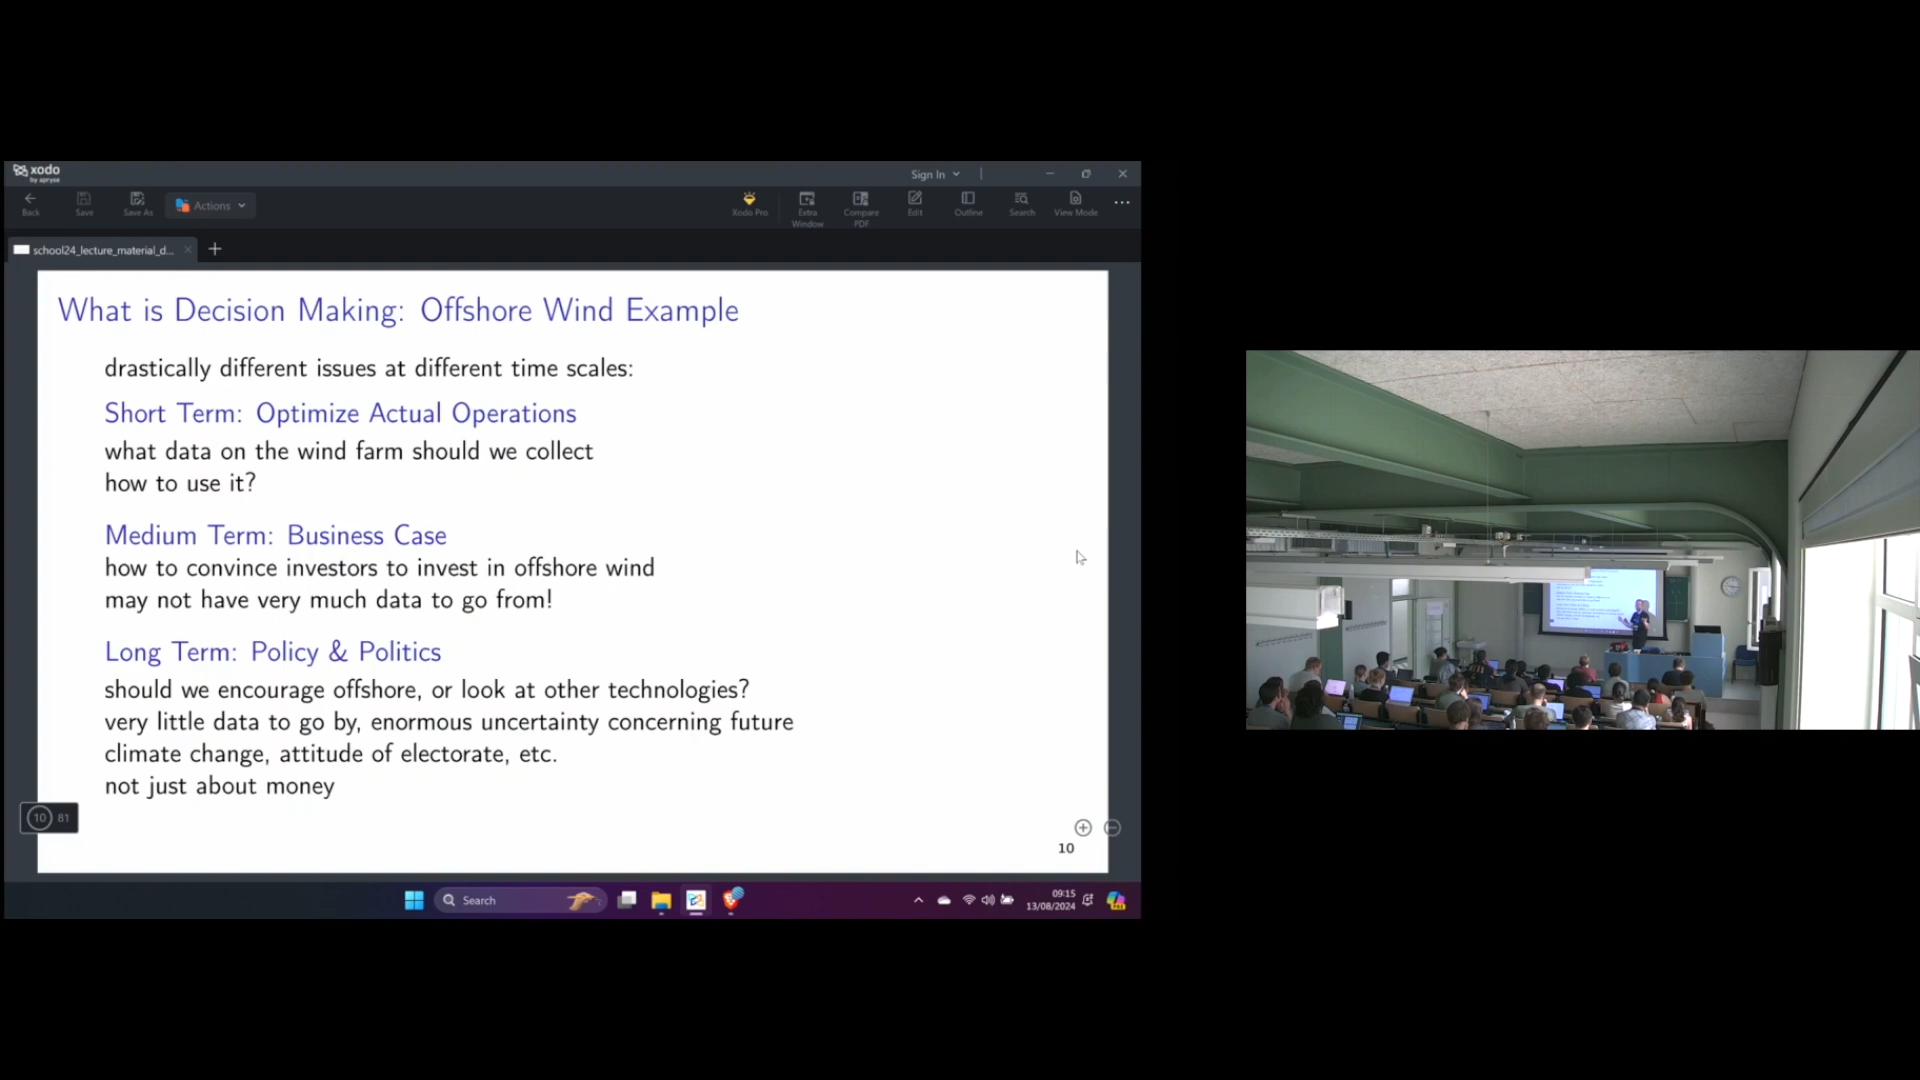 xodo
by apryse
Sign In
Back
Save
Save As
Actions
Xodo Pro
Extra Window
Compare PDF
Edit
Outline
Search
View Mode
school24_lecture_material_d...
What is Decision Making: Offshore Wind Example
drastically different issues at different time scales:
Short Term: Optimize Actual Operations
what data on the wind farm should we collect
how to use it?
Medium Term: Business Case
how to convince investors to invest in offshore wind
may not have very much data to go from!
Long Term: Policy & Politics
should we encourage offshore, or look at other technologies?
very little data to go by, enormous uncertainty concerning future
climate change, attitude of electorate, etc.
not just about money
10 81
10
Search
09:15
13/08/2024